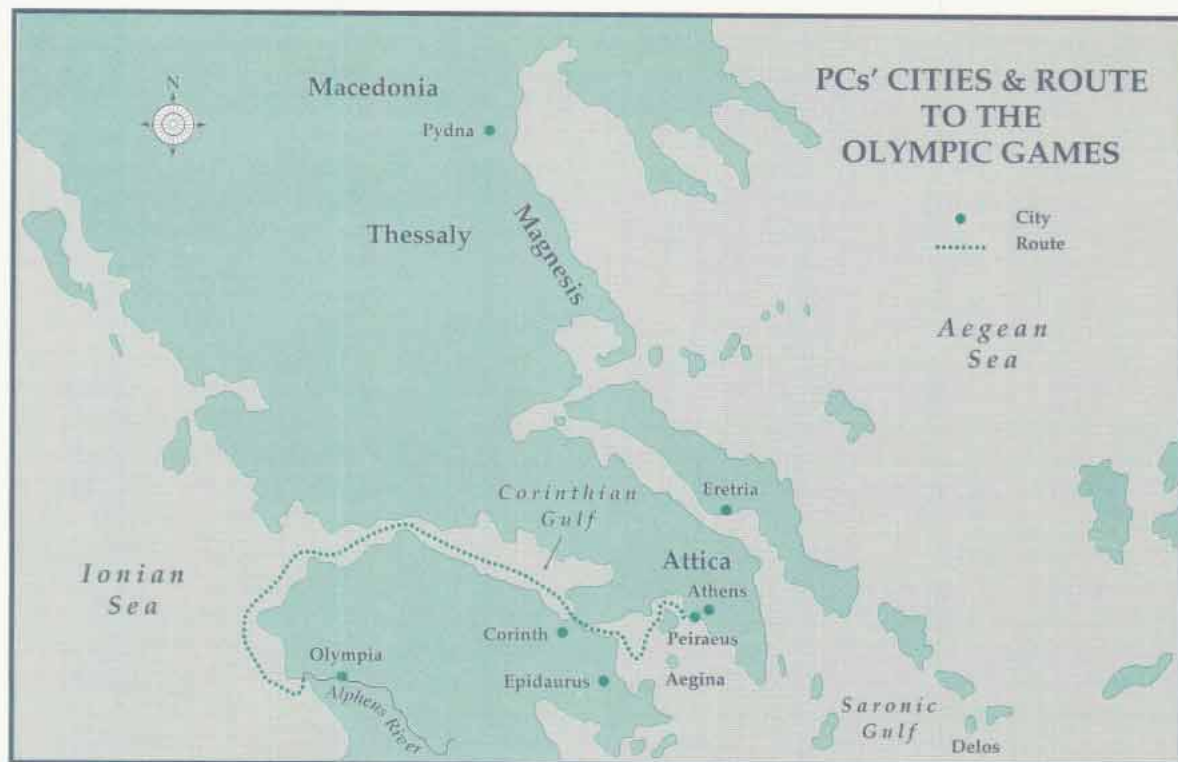 PCs' CITIES & ROUTE
TO THE
OLYMPIC GAMES
City
Route
N
Macedonia
Pydna
Thessaly
Magnesis
Aegean
Sea
Corinthian
Gulf
Eretria
Attica
Athens
Peiraeus
Aegina
Ionian
Sea
Corinth
Olympia
Epidaurus
Alphens River
Saronic
Gulf
Delos